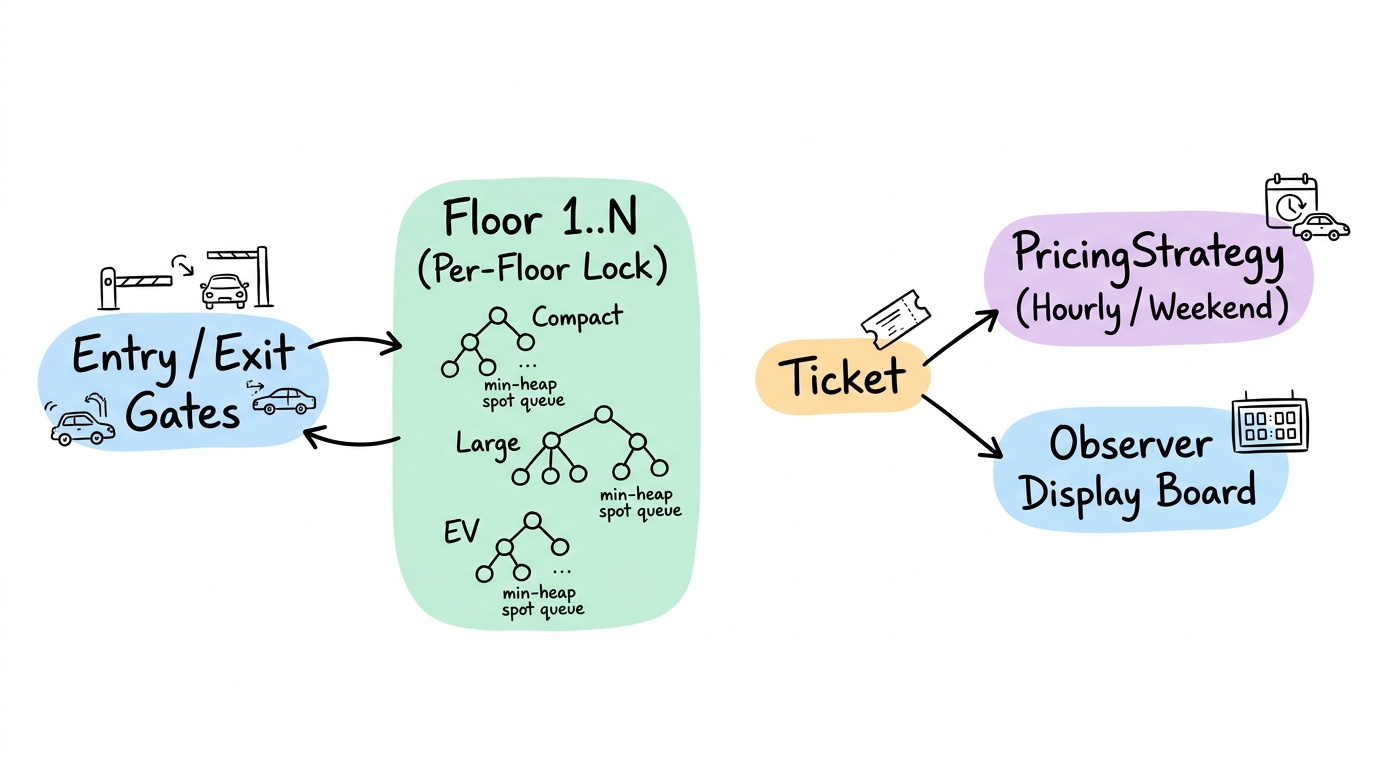 Entry / Exit
Gates
Floor 1..N
(Per-Floor Lock)
Compact
...
min-heap
spot queue
Large
min-heap
spot queue
EV
...
min-heap
spot queue
Ticket
PricingStrategy
(Hourly / Weekend)
Observer
Display Board